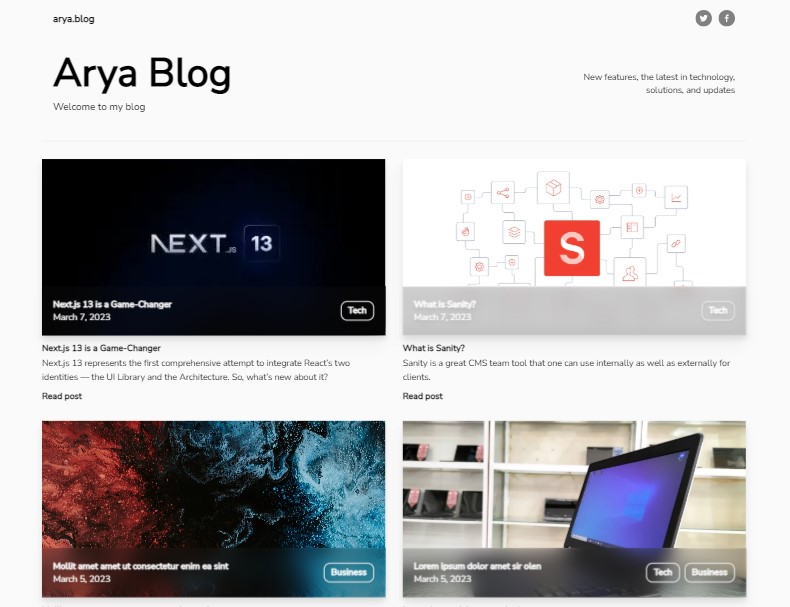 arya.blog
Arya Blog
Welcome to my blog
New features, the latest in technology,
solutions, and updates
NEXT.JS 13
Next.js 13 is a Game-Changer
March 7, 2023
Tech
S
What is Sanity?
March 7, 2023
Tech
Next.js 13 is a Game-Changer
Next.js 13 represents the first comprehensive attempt to integrate React's two
identities — the UI Library and the Architecture. So, what's new about it?
Read post
What is Sanity?
Sanity is a great CMS team tool that one can use internally as well as externally for
clients.
Read post
Mollit amet amet ut consectetur enim ea sint
March 5, 2023
Business
Lorem ipsum dolor amet sir olen
March 5, 2023
Tech
Business